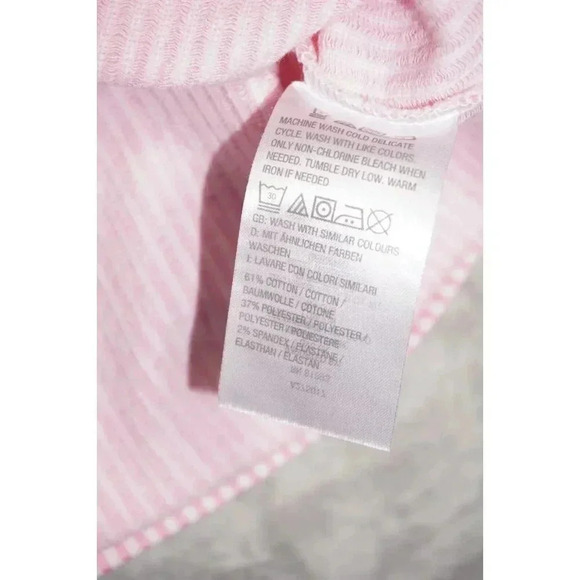 MACHINE WASH COLD DELICATE
CYCLE. WASH WITH LIKE COLORS.
ONLY NON-CHLORINE BLEACH WHEN
NEEDED. TUMBLE DRY LOW. WARM
IRON IF NEEDED
30
GB: WASH WITH SIMILAR COLOURS
D: MIT ÄHNLICHEN FARBEN
WASCHEN
I: LAVARE CON COLORI SIMILARI
61% COTTON / COTTON /
BAUMWOLLE / COTONE
37% POLYESTER / POLYESTER /
POLYESTER / POLIESTERE
2% SPANDEX / ELASTANE /
ELASTHAN / ELASTAN